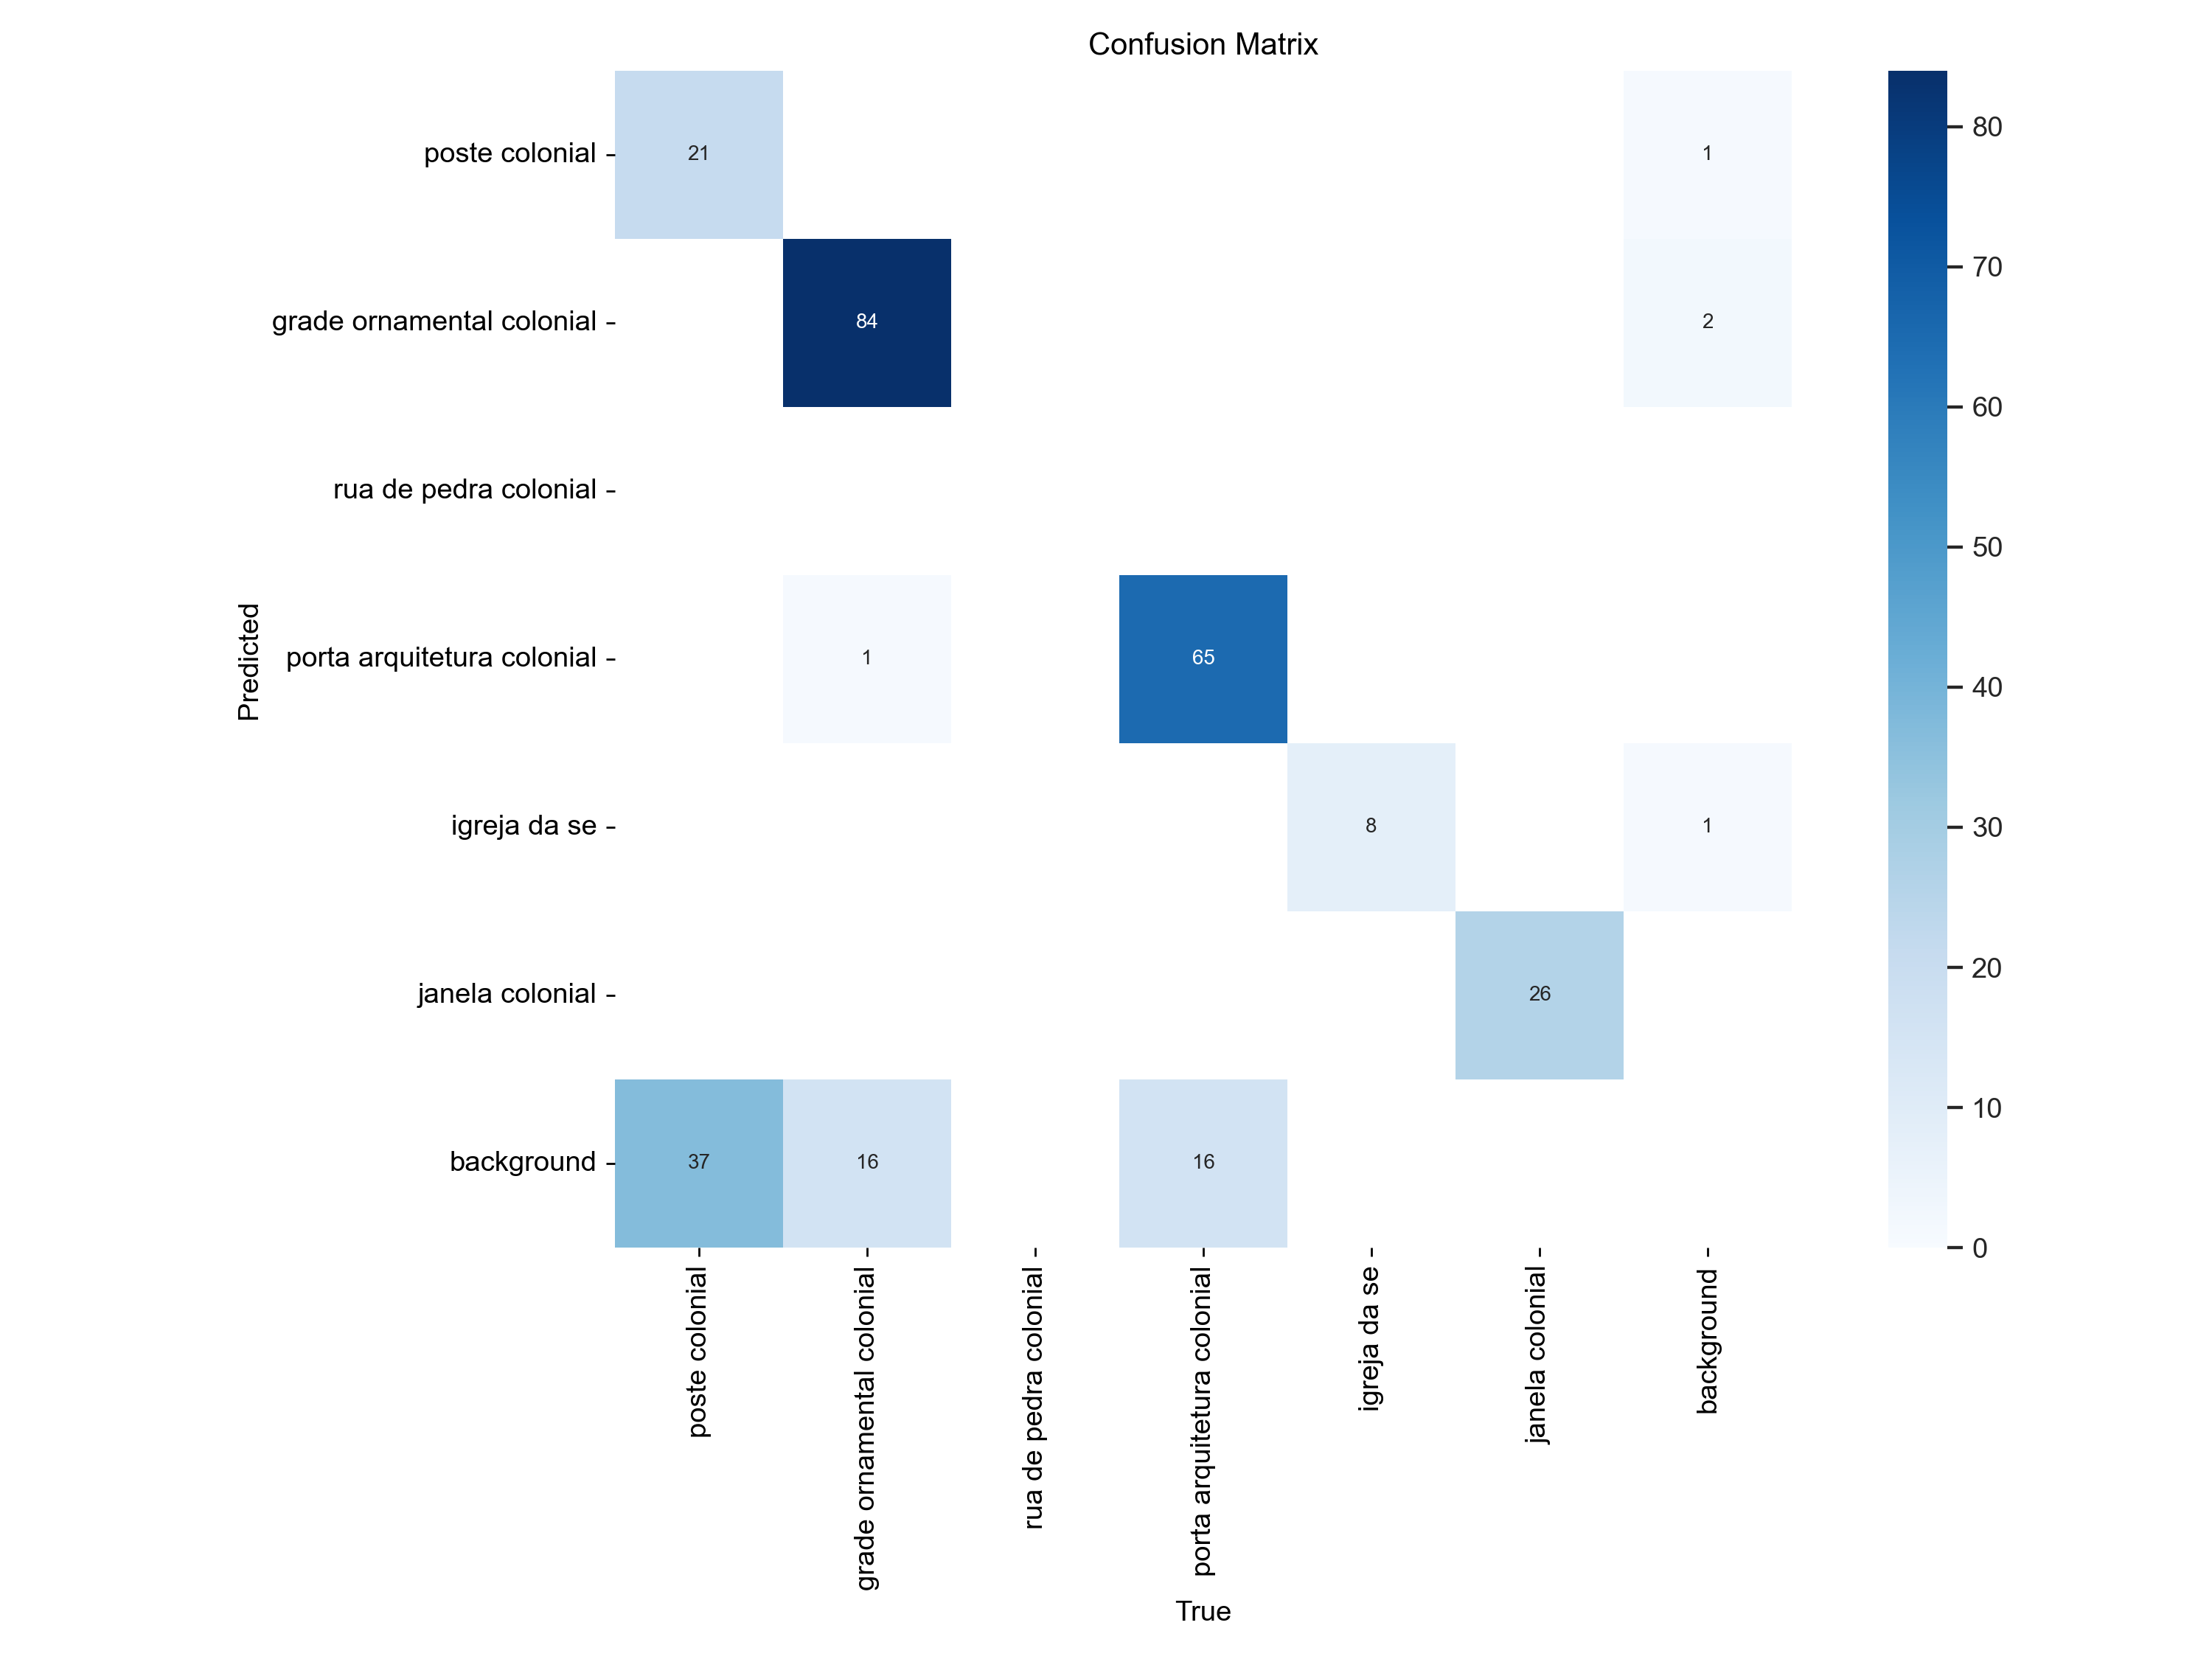 Confusion Matrix
poste colonial
21
1
80
70
grade ornamental colonial
84
2
60
rua de pedra colonial
50
Predicted
porta arquitetura colonial
1
65
40
igreja da se
8
1
30
janela colonial
26
20
background
37
16
16
10
0
poste colonial
grade ornamental colonial
rua de pedra colonial
porta arquitetura colonial
igreja da se
janela colonial
background
True